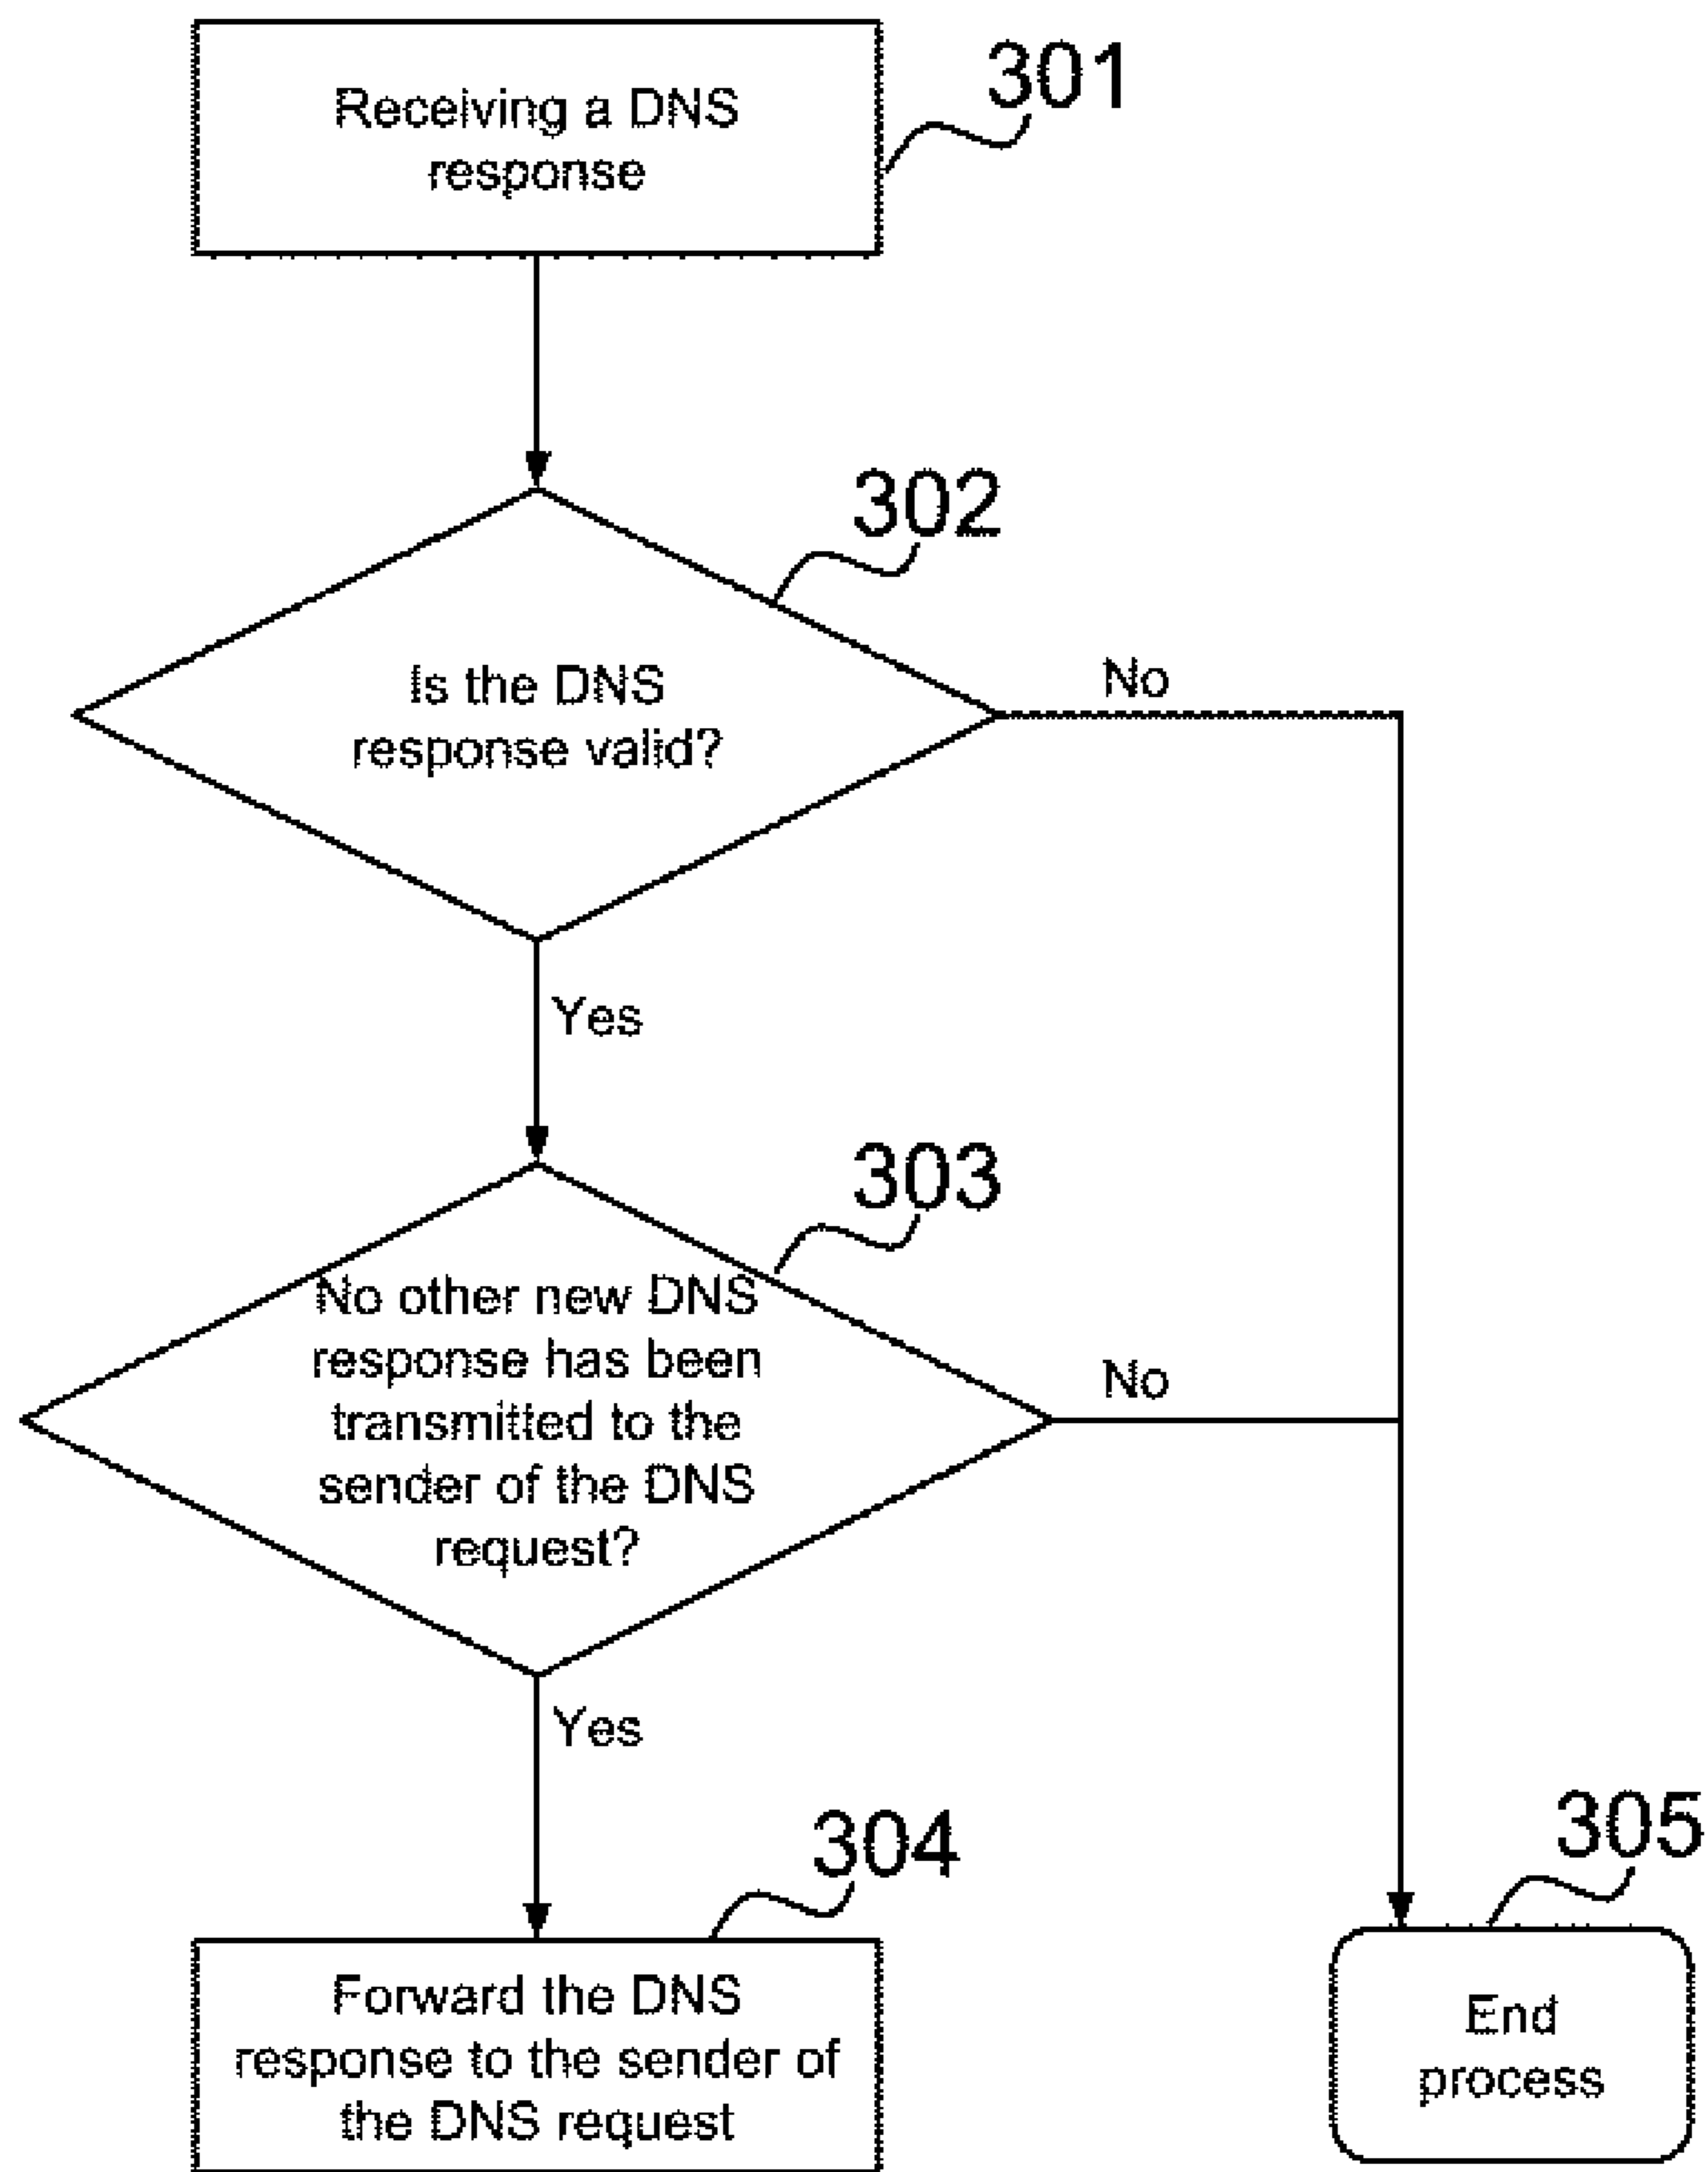 Receiving a DNS
response
301
302
Is the DNS
response valid?
No
Yes
303
No other new DNS
response has been
transmitted to the
sender of the DNS
request?
No
Yes
304
Forward the DNS
response to the sender of
the DNS request
305
End
process